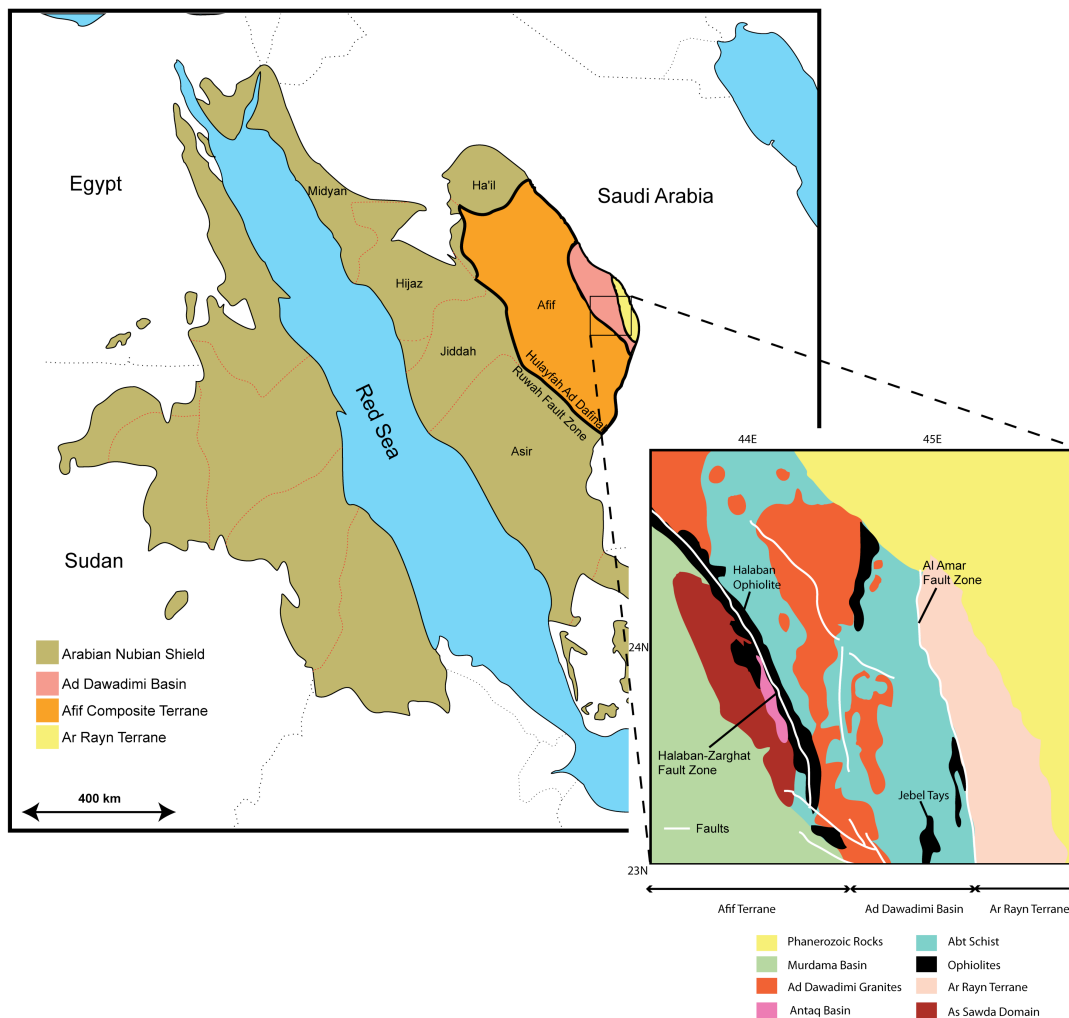 Egypt
Saudi Arabia
Ha'il
Midyan
Hijaz
Afif
Jiddah
Hulayfah Ad Dafinah
Ruwah Fault Zone
Red Sea
Asir
Sudan
Arabian Nubian Shield
Ad Dawadimi Basin
Afif Composite Terrane
Ar Rayn Terrane
400 km
44E
45E
Halaban
Ophiolite
Al Amar
Fault Zone
24N
Halaban-Zarghat
Fault Zone
Jebel Tays
Faults
23N
Afif Terrane
Ad Dawadimi Basin
Ar Rayn Terrane
Phanerozoic Rocks
Abt Schist
Murdama Basin
Ophiolites
Ad Dawadimi Granites
Ar Rayn Terrane
Antaq Basin
As Sawda Domain